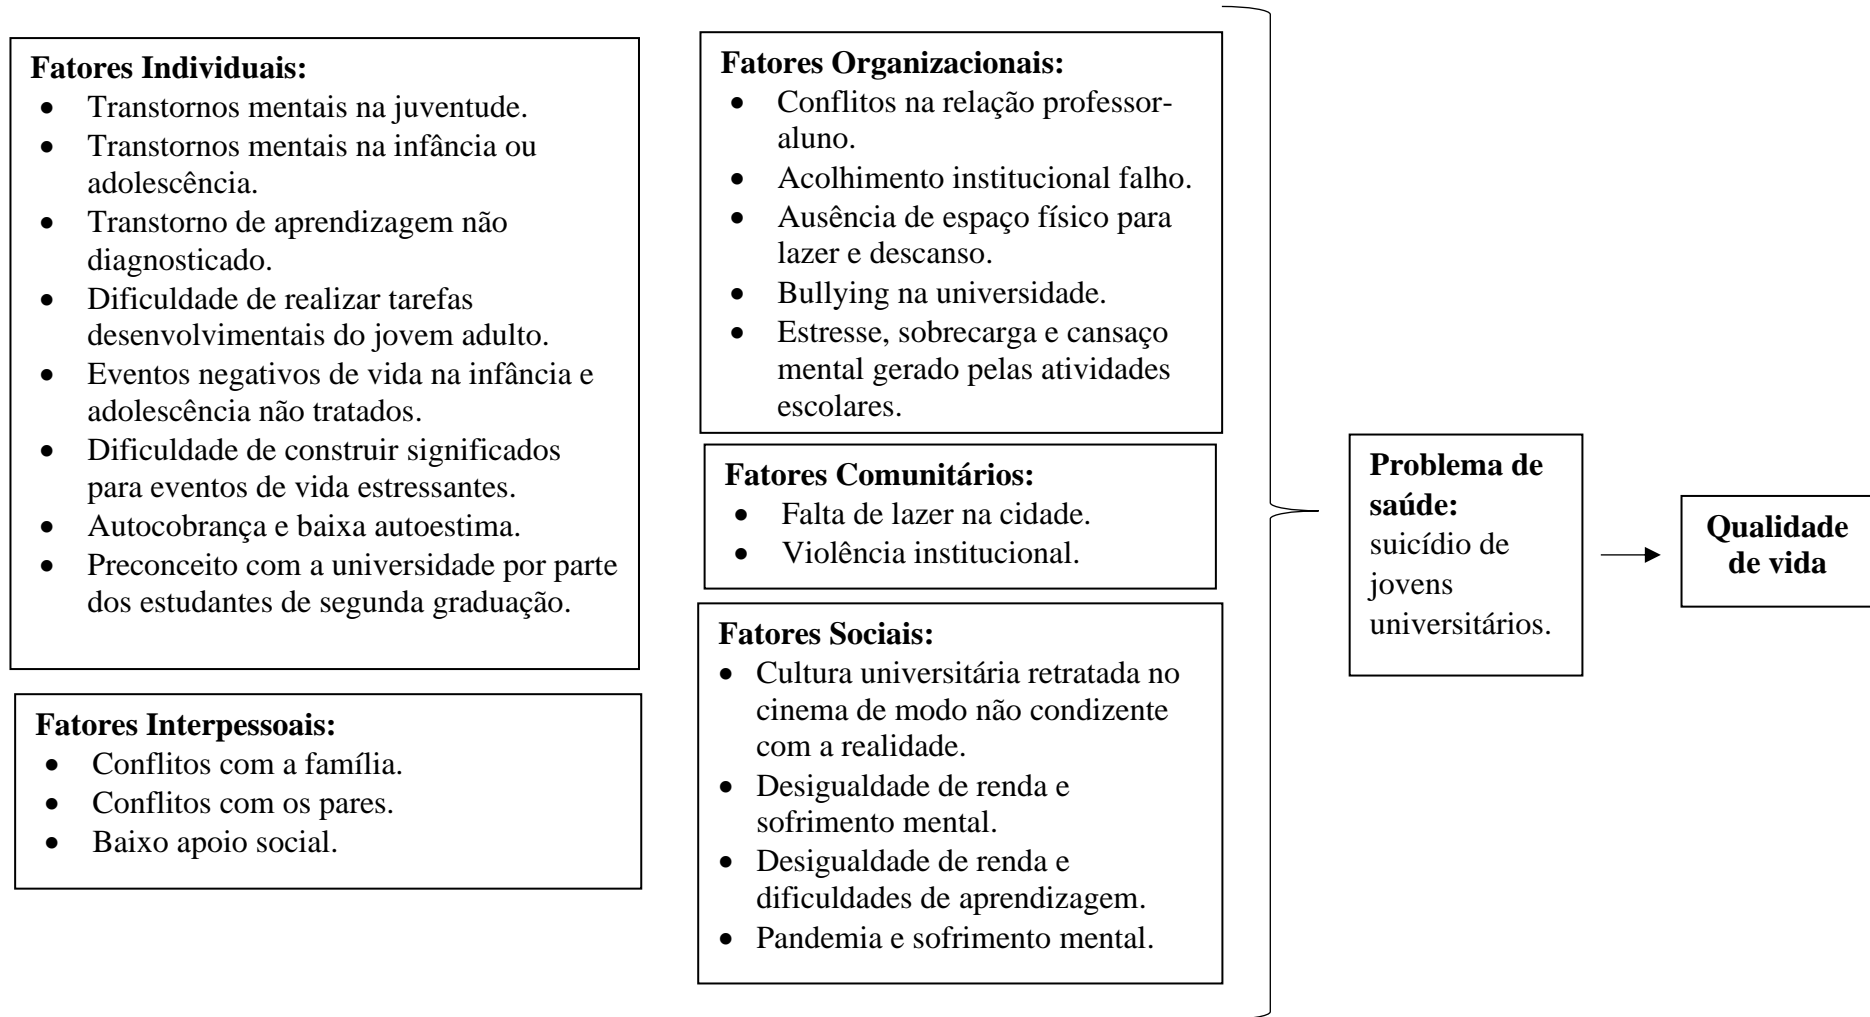 Fatores Individuais:
• Transtornos mentais na juventude.
• Transtornos mentais na infância ou
adolescência.
• Transtorno de aprendizagem não
diagnosticado.
• Dificuldade de realizar tarefas
desenvolvimentais do jovem adulto.
• Eventos negativos de vida na infância e
adolescência não tratados.
• Dificuldade de construir significados
para eventos de vida estressantes.
• Autocobrança e baixa autoestima.
• Preconceito com a universidade por parte
dos estudantes de segunda graduação.
Fatores Interpessoais:
• Conflitos com a família.
• Conflitos com os pares.
• Baixo apoio social.
Fatores Organizacionais:
• Conflitos na relação professor-
aluno.
• Acolhimento institucional falho.
• Ausência de espaço físico para
lazer e descanso.
• Bullying na universidade.
• Estresse, sobrecarga e cansaço
mental gerado pelas atividades
escolares.
Fatores Comunitários:
• Falta de lazer na cidade.
• Violência institucional.
Fatores Sociais:
• Cultura universitária retratada no
cinema de modo não condizente
com a realidade.
• Desigualdade de renda e
sofrimento mental.
• Desigualdade de renda e
dificuldades de aprendizagem.
• Pandemia e sofrimento mental.
Problema de
saúde:
suicídio de
jovens
universitários.
Qualidade
de vida